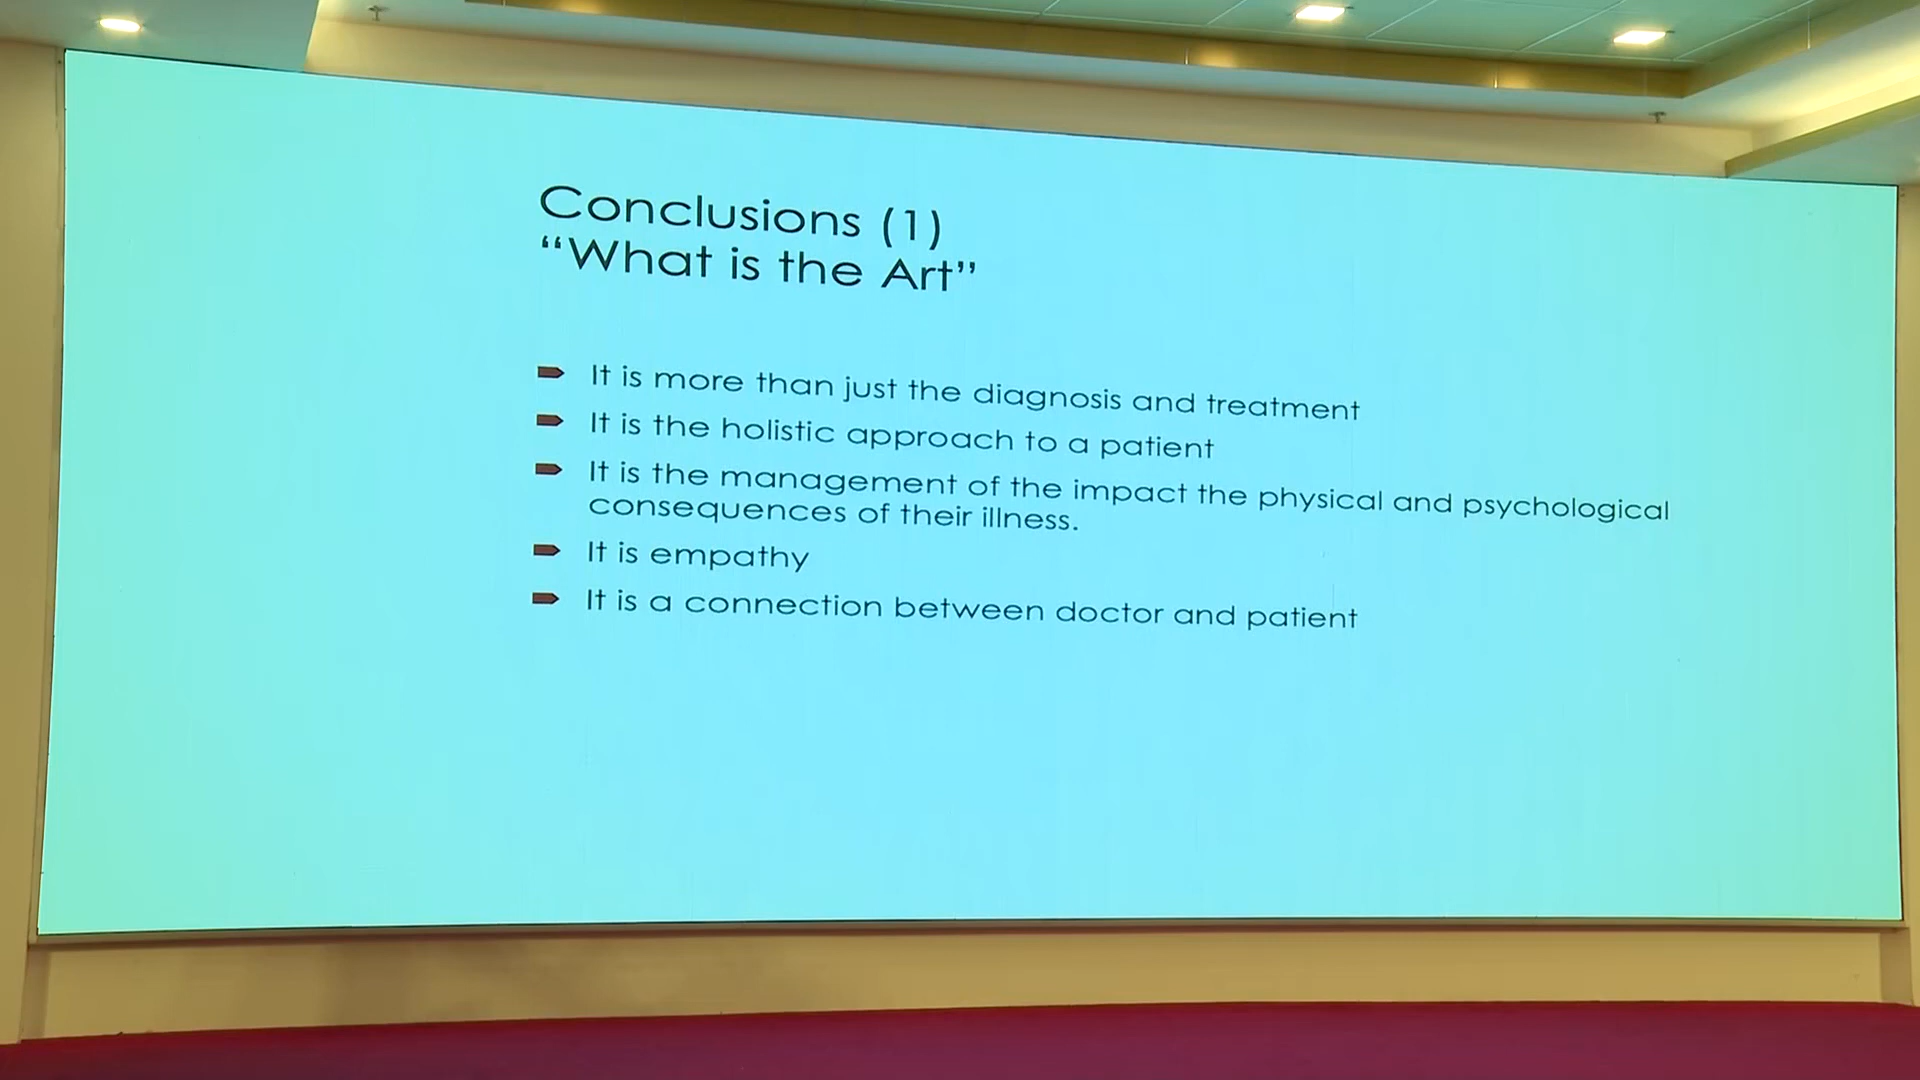 Conclusions (1)
“What is the Art”
It is more than just the diagnosis and treatment
It is the holistic approach to a patient
It is the management of the impact the physical and psychological
consequences of their illness.
It is empathy
It is a connection between doctor and patient